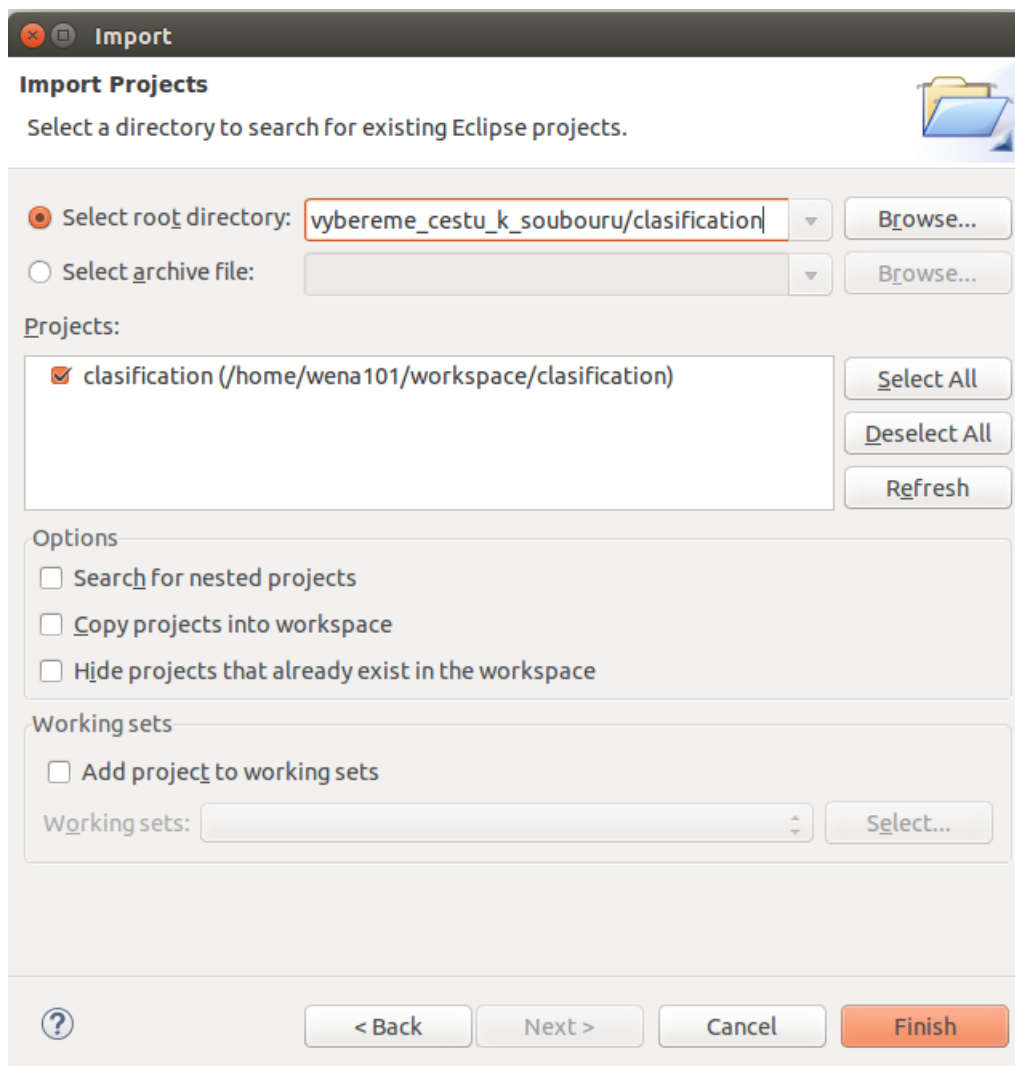 Import
Import Projects
Select a directory to search for existing Eclipse projects.
Select root directory: vybereme_cestu_k_soubouru/clasification Browse...
Select archive file: Browse...
Projects:
clasification (/home/wena101/workspace/clasification)
Select All
Deselect All
Refresh
Options
Search for nested projects
Copy projects into workspace
Hide projects that already exist in the workspace
Working sets
Add project to working sets
Working sets: Select...
? < Back Next > Cancel Finish